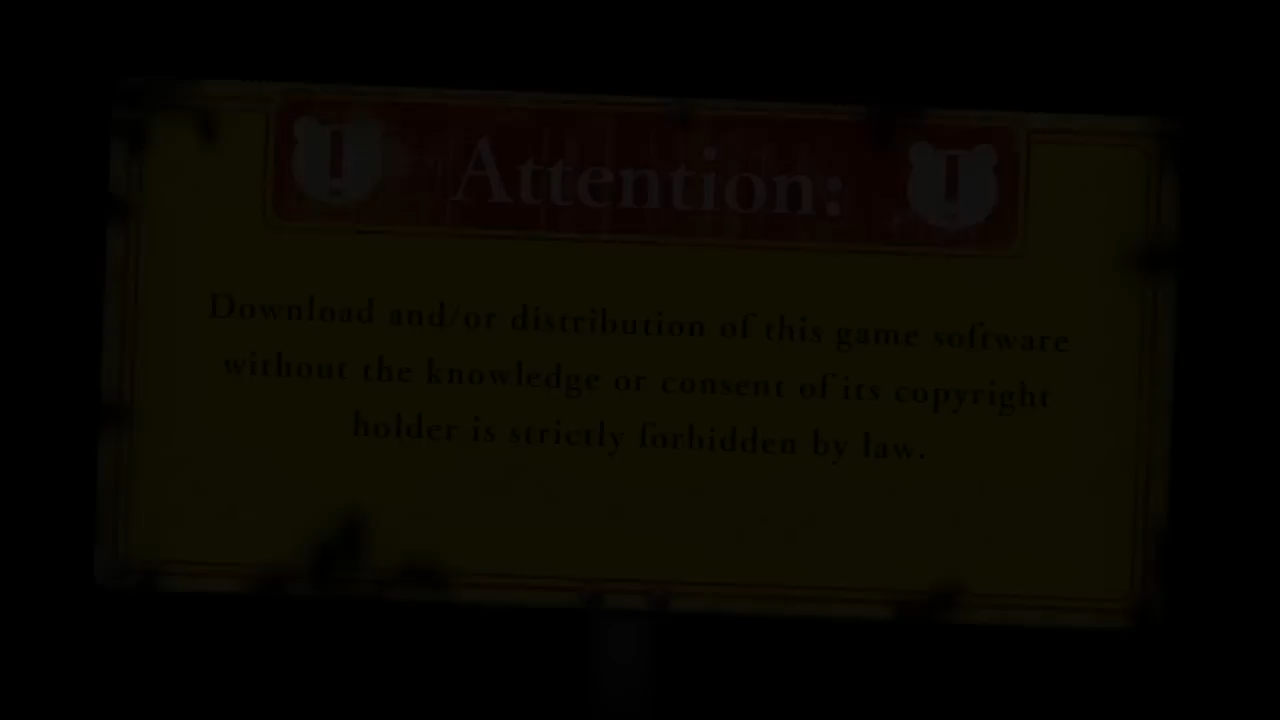 Attention:
Download and/or distribution of this game software
without the knowledge or consent of its copyright
holder is strictly forbidden by law.